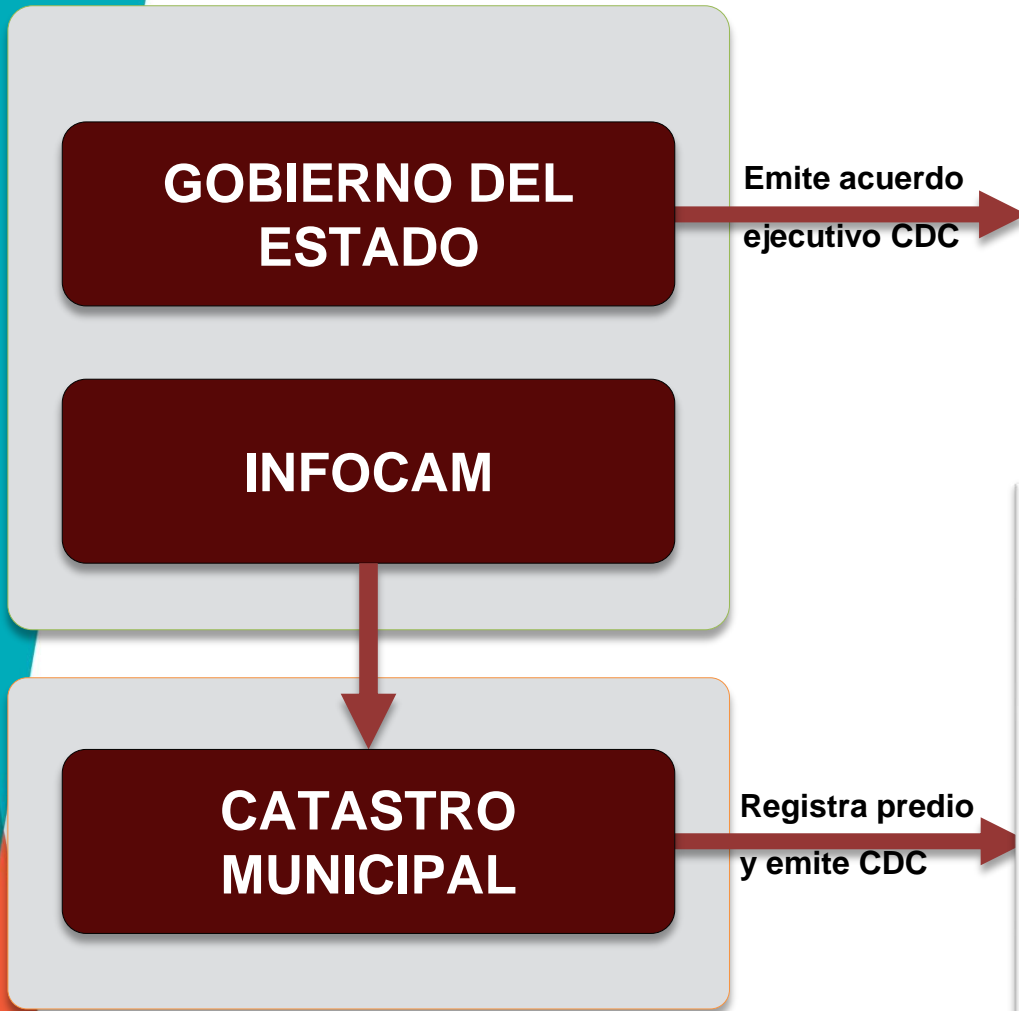 GOBIERNO DEL
ESTADO
Emite acuerdo
ejecutivo CDC
INFOCAM
CATASTRO
MUNICIPAL
Registra predio
y emite CDC